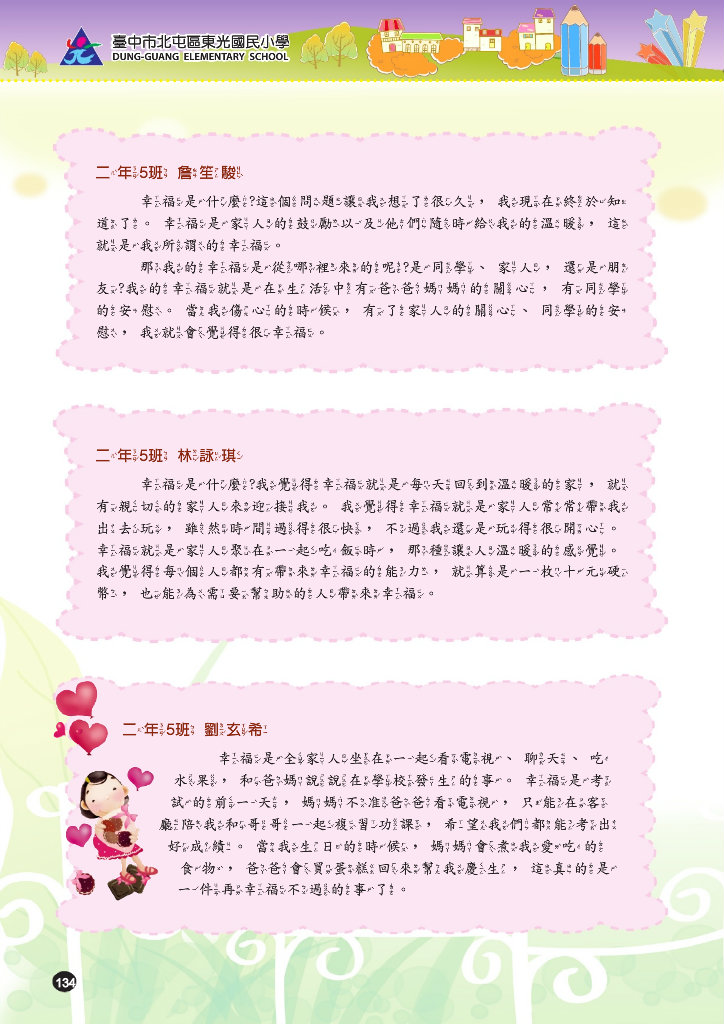 臺中市北屯區東光國民小學
DUNG-GUANG ELEMENTARY SCHOOL
二年5班 詹笙駿
幸福是什麼?這個問題讓我想了很久，我現在終於知
道了。幸福是家人的鼓勵以及他們隨時給我的溫暖，這
就是我所謂的幸福。
那我的幸福是從哪裡來的呢?是同學、家人，還是朋
友?我的幸福就是在生活中有爸爸媽媽的關心，有同學
的安慰。當我傷心的時候，有了家人的關心、同學的安
慰，我就會覺得很幸福。
二年5班 林詠琪
幸福是什麼?我覺得幸福就是每天回到溫暖的家，就
有親切的家人來迎接我。我覺得幸福就是家人常常帶我
出去玩，雖然時間過得很快，不過我還是玩得很開心。
幸福就是家人聚在一起吃飯時，那種讓人溫暖的感覺。
我覺得每個人都有帶來幸福的能力，就算是一枚十元硬
幣，也能為需要幫助的人帶來幸福。
二年5班 劉玄希
幸福是全家人坐在一起看電視、聊天、吃
水果，和爸媽說說在學校發生的事。幸福是考
試的前一天，媽媽不准爸爸看電視，只能在客
廳陪我和哥哥一起複習功課，希望我們都能考出
好成績。當我生日的時候，媽媽會煮我愛吃的
食物，爸爸會買蛋糕回來幫我慶生，這真的是
一件再幸福不過的事了。
134